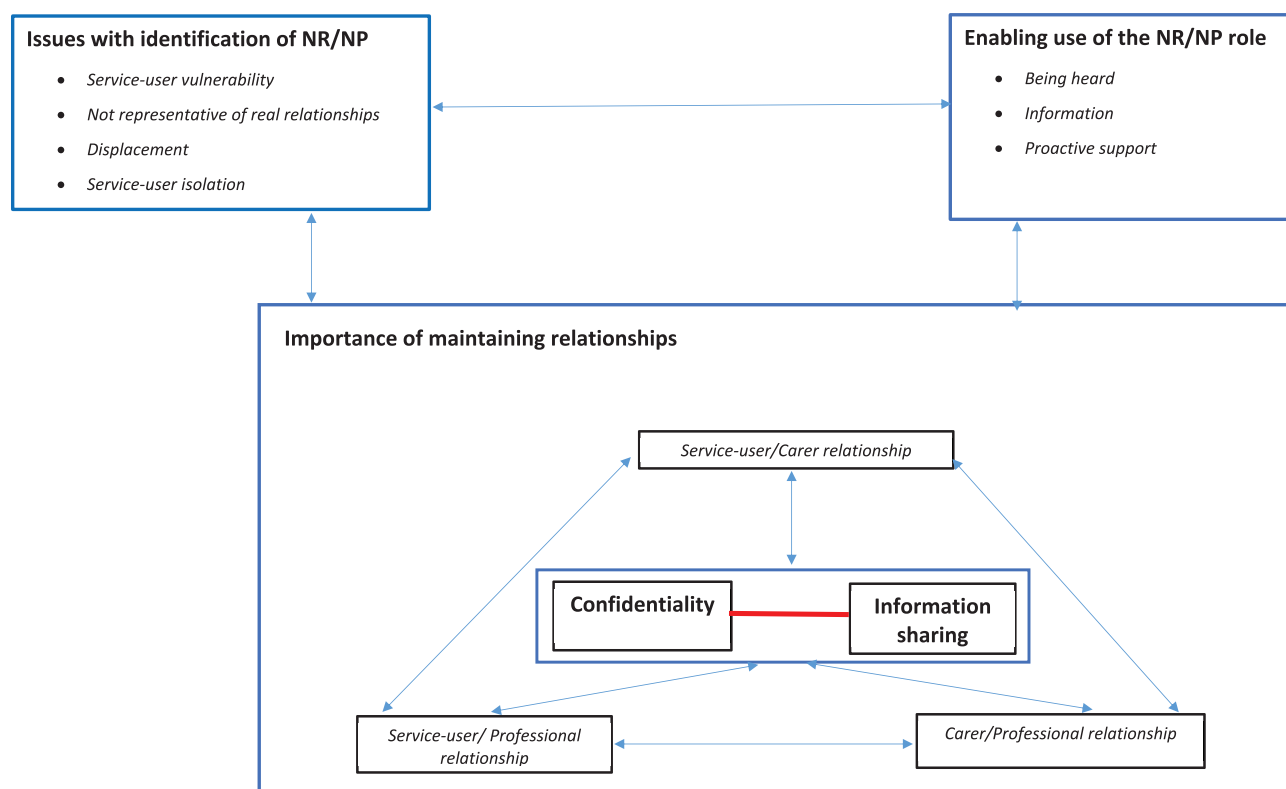 Issues with identification of NR/NP
• Service-user vulnerability
• Not representative of real relationships
• Displacement
• Service-user isolation
Enabling use of the NR/NP role
• Being heard
• Information
• Proactive support
Importance of maintaining relationships
Service-user/Carer relationship
Confidentiality
Information
sharing
Service-user/ Professional
relationship
Carer/Professional relationship